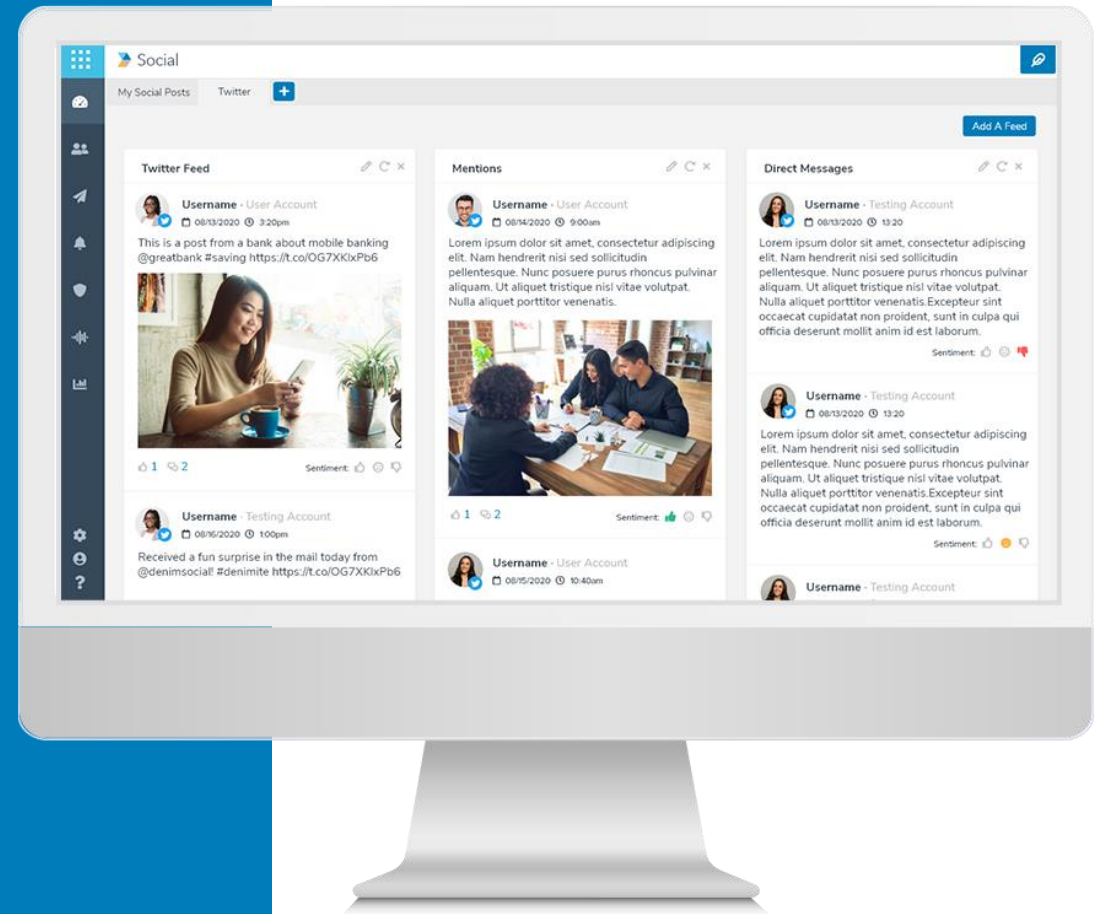 Social
My Social Posts
Twitter
Add A Feed
Twitter Feed
Username - User Account
08/13/2020 3:20pm
This is a post from a bank about mobile banking
@greatbank #saving https://t.co/OG7XKlxPb6
1 2
Sentiment:
Username - Testing Account
08/16/2020 1:00pm
Received a fun surprise in the mail today from
@denimsocial! #denimite https://t.co/OG7XKlxPb6
Mentions
Username - User Account
08/14/2020 9:00am
Lorem ipsum dolor sit amet, consectetur adipiscing
elit. Nam hendrerit nisi sed sollicitudin
pellentesque. Nunc posuere purus rhoncus pulvinar
aliquam. Ut aliquet tristique nisl vitae volutpat.
Nulla aliquet porttitor venenatis.
1 2
Sentiment:
Username - User Account
08/15/2020 10:40am
Direct Messages
Username - Testing Account
08/13/2020 13:20
Lorem ipsum dolor sit amet, consectetur adipiscing
elit. Nam hendrerit nisi sed sollicitudin
pellentesque. Nunc posuere purus rhoncus pulvinar
aliquam. Ut aliquet tristique nisl vitae volutpat.
Nulla aliquet porttitor venenatis.Excepteur sint
occaecat cupidatat non proident, sunt in culpa qui
officia deserunt mollit anim id est laborum.
Sentiment:
Username - Testing Account
08/13/2020 13:20
Lorem ipsum dolor sit amet, consectetur adipiscing
elit. Nam hendrerit nisi sed sollicitudin
pellentesque. Nunc posuere purus rhoncus pulvinar
aliquam. Ut aliquet tristique nisl vitae volutpat.
Nulla aliquet porttitor venenatis.Excepteur sint
occaecat cupidatat non proident, sunt in culpa qui
officia deserunt mollit anim id est laborum.
Sentiment:
Username - Testing Account